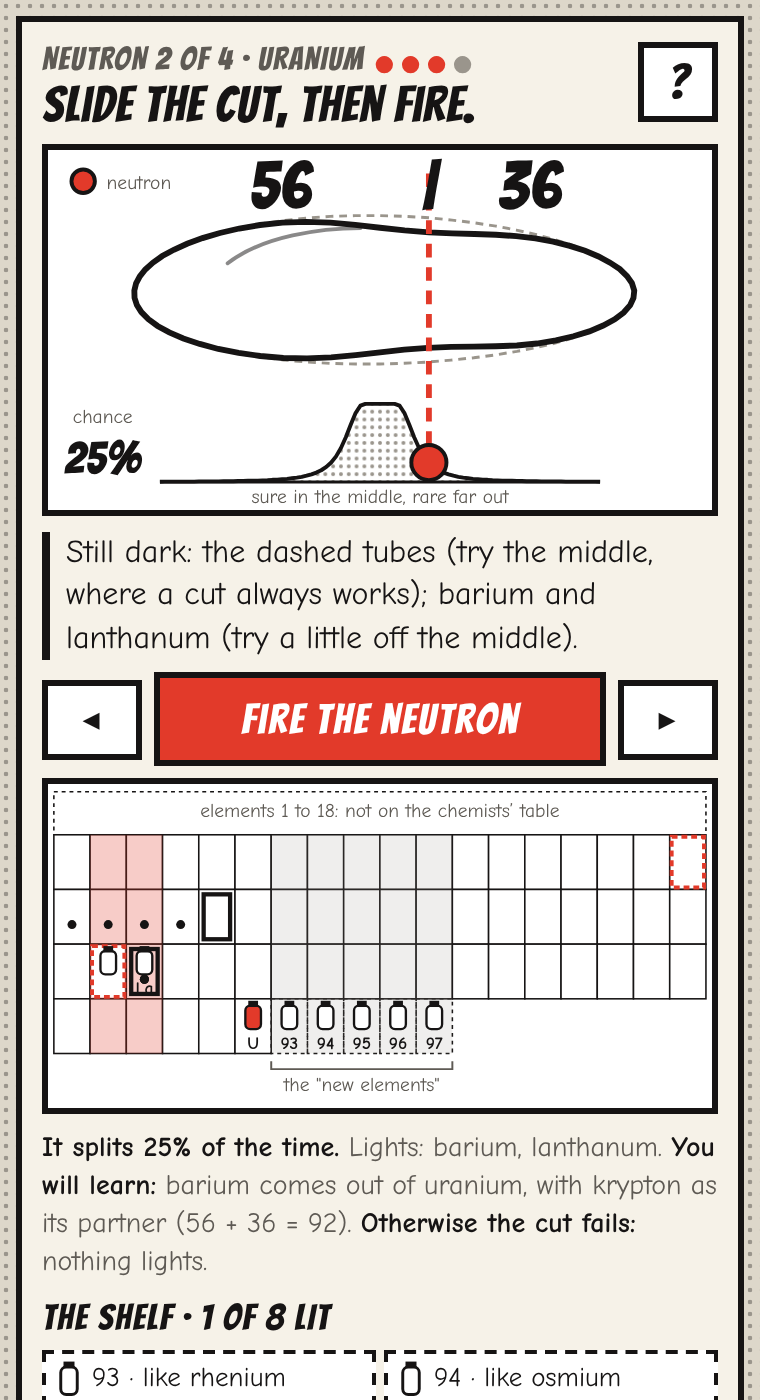 NEUTRON 2 OF 4 · URANIUM
SLIDE THE CUT, THEN FIRE.
?
neutron
56 / 36
chance
25%
sure in the middle, rare far out
Still dark: the dashed tubes (try the middle,
where a cut always works); barium and
lanthanum (try a little off the middle).
◄
FIRE THE NEUTRON
►
elements 1 to 18: not on the chemists' table
U 93 94 95 96 97
the "new elements"
It splits 25% of the time. Lights: barium, lanthanum. You
will learn: barium comes out of uranium, with krypton as
its partner (56 + 36 = 92). Otherwise the cut fails:
nothing lights.
THE SHELF · 1 OF 8 LIT
93 · like rhenium
94 · like osmium